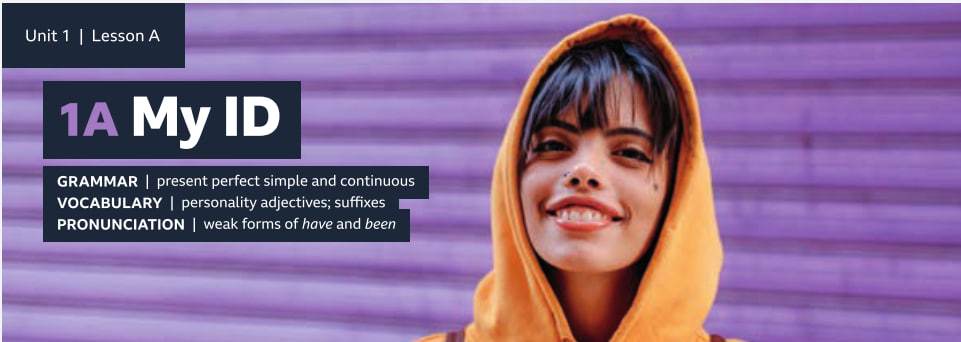 Unit 1 | Lesson A
1A My ID
GRAMMAR | present perfect simple and continuous
VOCABULARY | personality adjectives; suffixes
PRONUNCIATION | weak forms of have and been